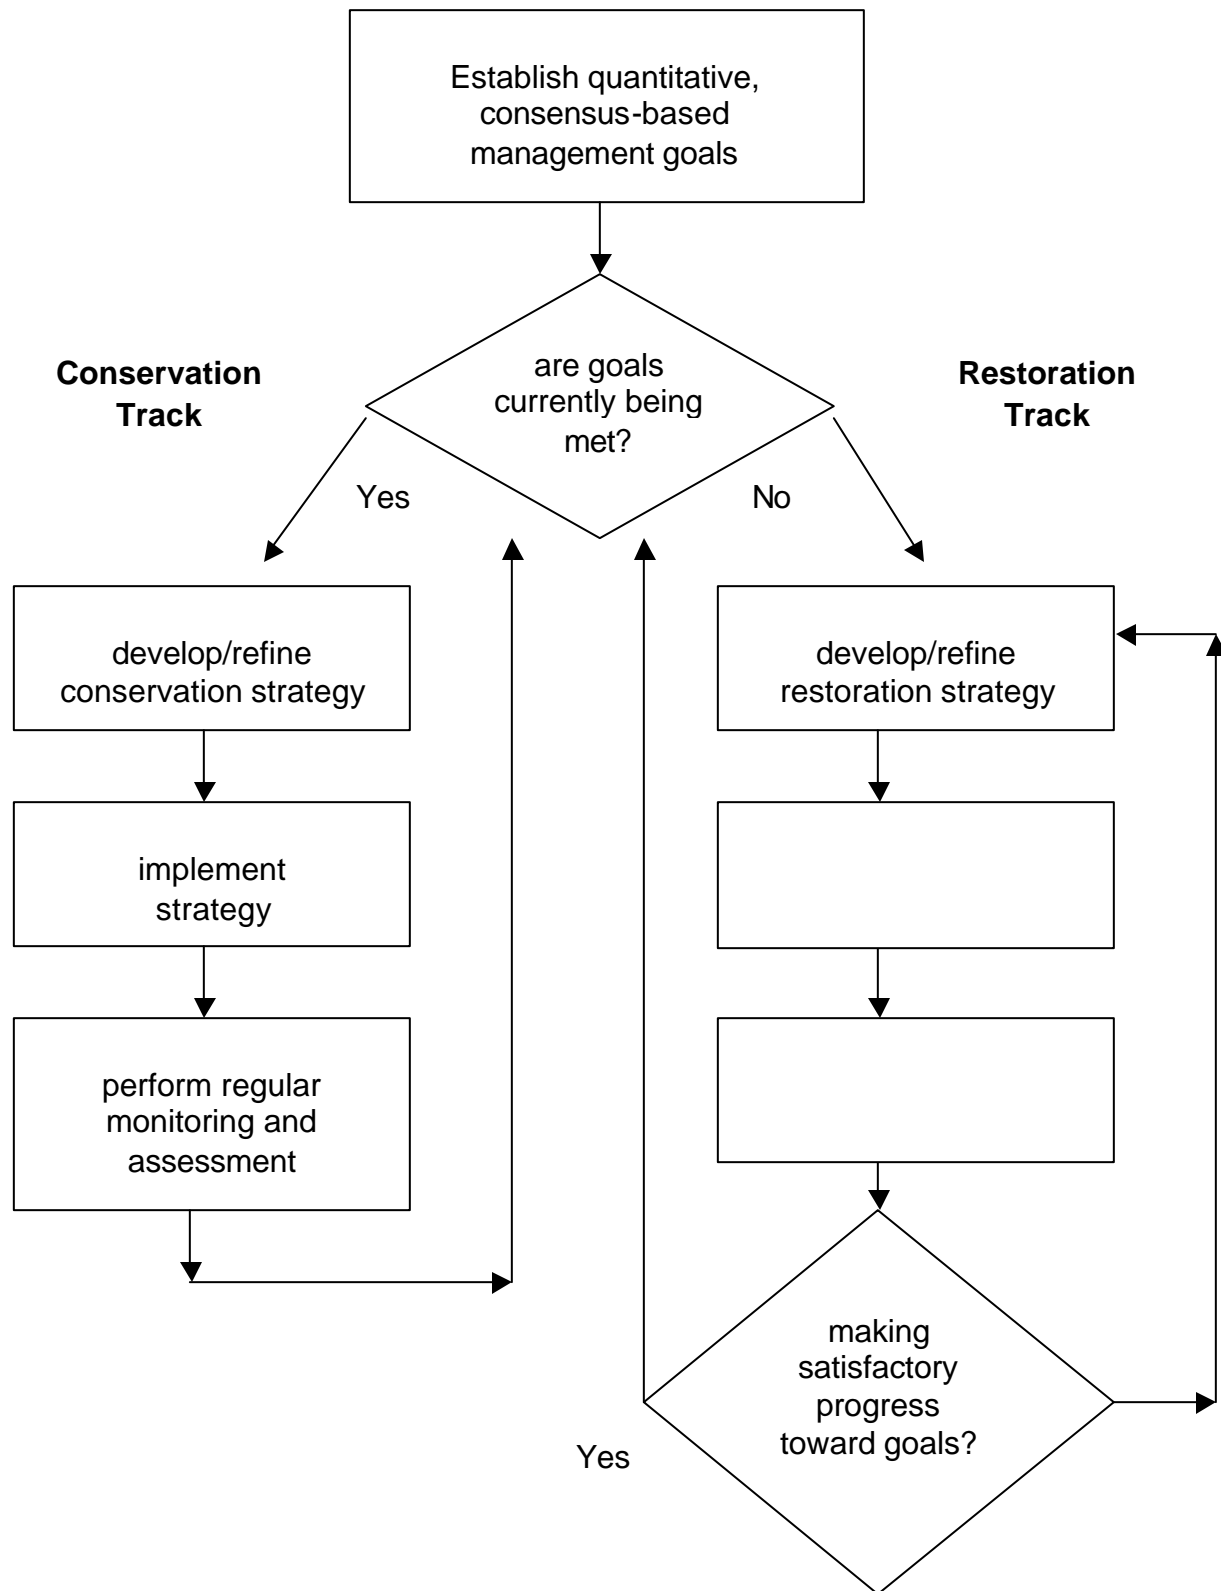 Establish quantitative,
consensus-based
management goals
are goals
currently being
met?
Conservation
Track
Restoration
Track
Yes
No
develop/refine
conservation strategy
develop/refine
restoration strategy
implement
strategy
perform regular
monitoring and
assessment
making
satisfactory
progress
toward goals?
Yes